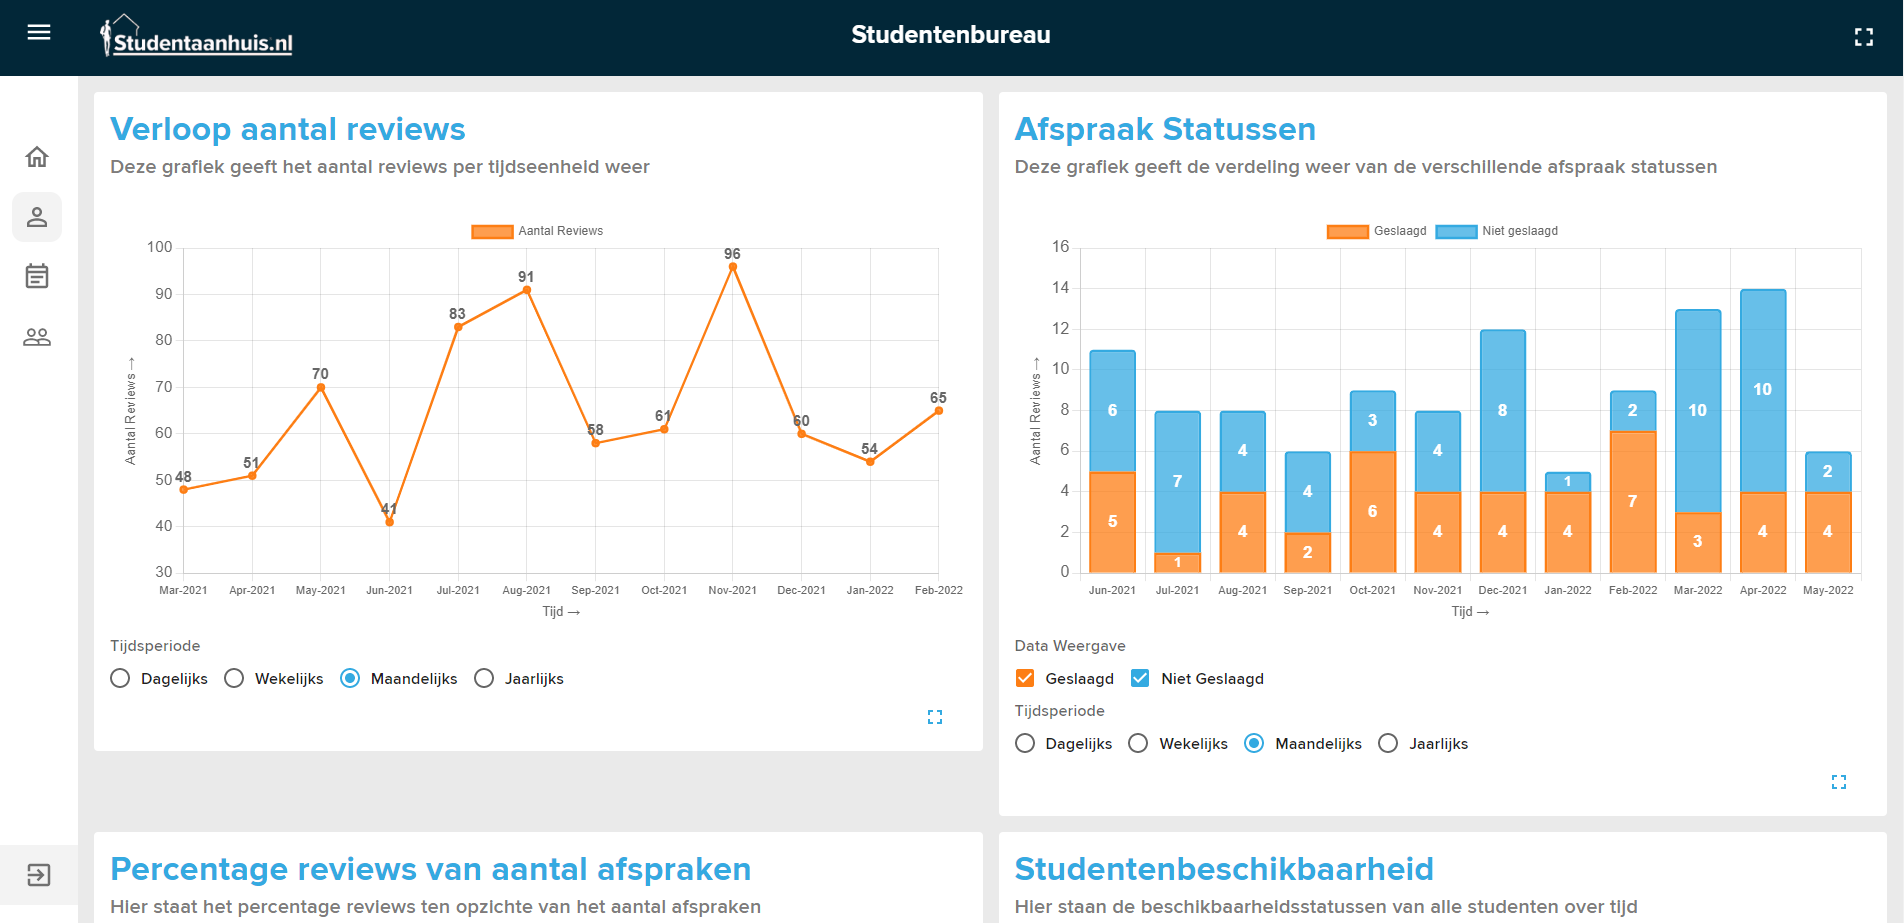 Studentaanhuis.nl
Studentenbureau
Verloop aantal reviews
Deze grafiek geeft het aantal reviews per tijdseenheid weer
Aantal Reviews
100
90
80
70
60
50
40
30
Aantal Reviews →
48
51
70
41
83
91
58
61
96
60
54
65
Mar-2021 Apr-2021 May-2021 Jun-2021 Jul-2021 Aug-2021 Sep-2021 Oct-2021 Nov-2021 Dec-2021 Jan-2022 Feb-2022
Tijd →
Tijdsperiode
Dagelijks Wekelijks Maandelijks Jaarlijks
Afspraak Statussen
Deze grafiek geeft de verdeling weer van de verschillende afspraak statussen
Geslaagd Niet geslaagd
16
14
12
10
8
6
4
2
0
Aantal Reviews →
6 7 4 4 3 4 8 1 2 10 10 2
5 1 4 2 6 4 4 4 7 3 4 4
Jun-2021 Jul-2021 Aug-2021 Sep-2021 Oct-2021 Nov-2021 Dec-2021 Jan-2022 Feb-2022 Mar-2022 Apr-2022 May-2022
Tijd →
Data Weergave
Geslaagd Niet Geslaagd
Tijdsperiode
Dagelijks Wekelijks Maandelijks Jaarlijks
Percentage reviews van aantal afspraken
Hier staat het percentage reviews ten opzichte van het aantal afspraken
Studentenbeschikbaarheid
Hier staan de beschikbaarheidsstatussen van alle studenten over tijd